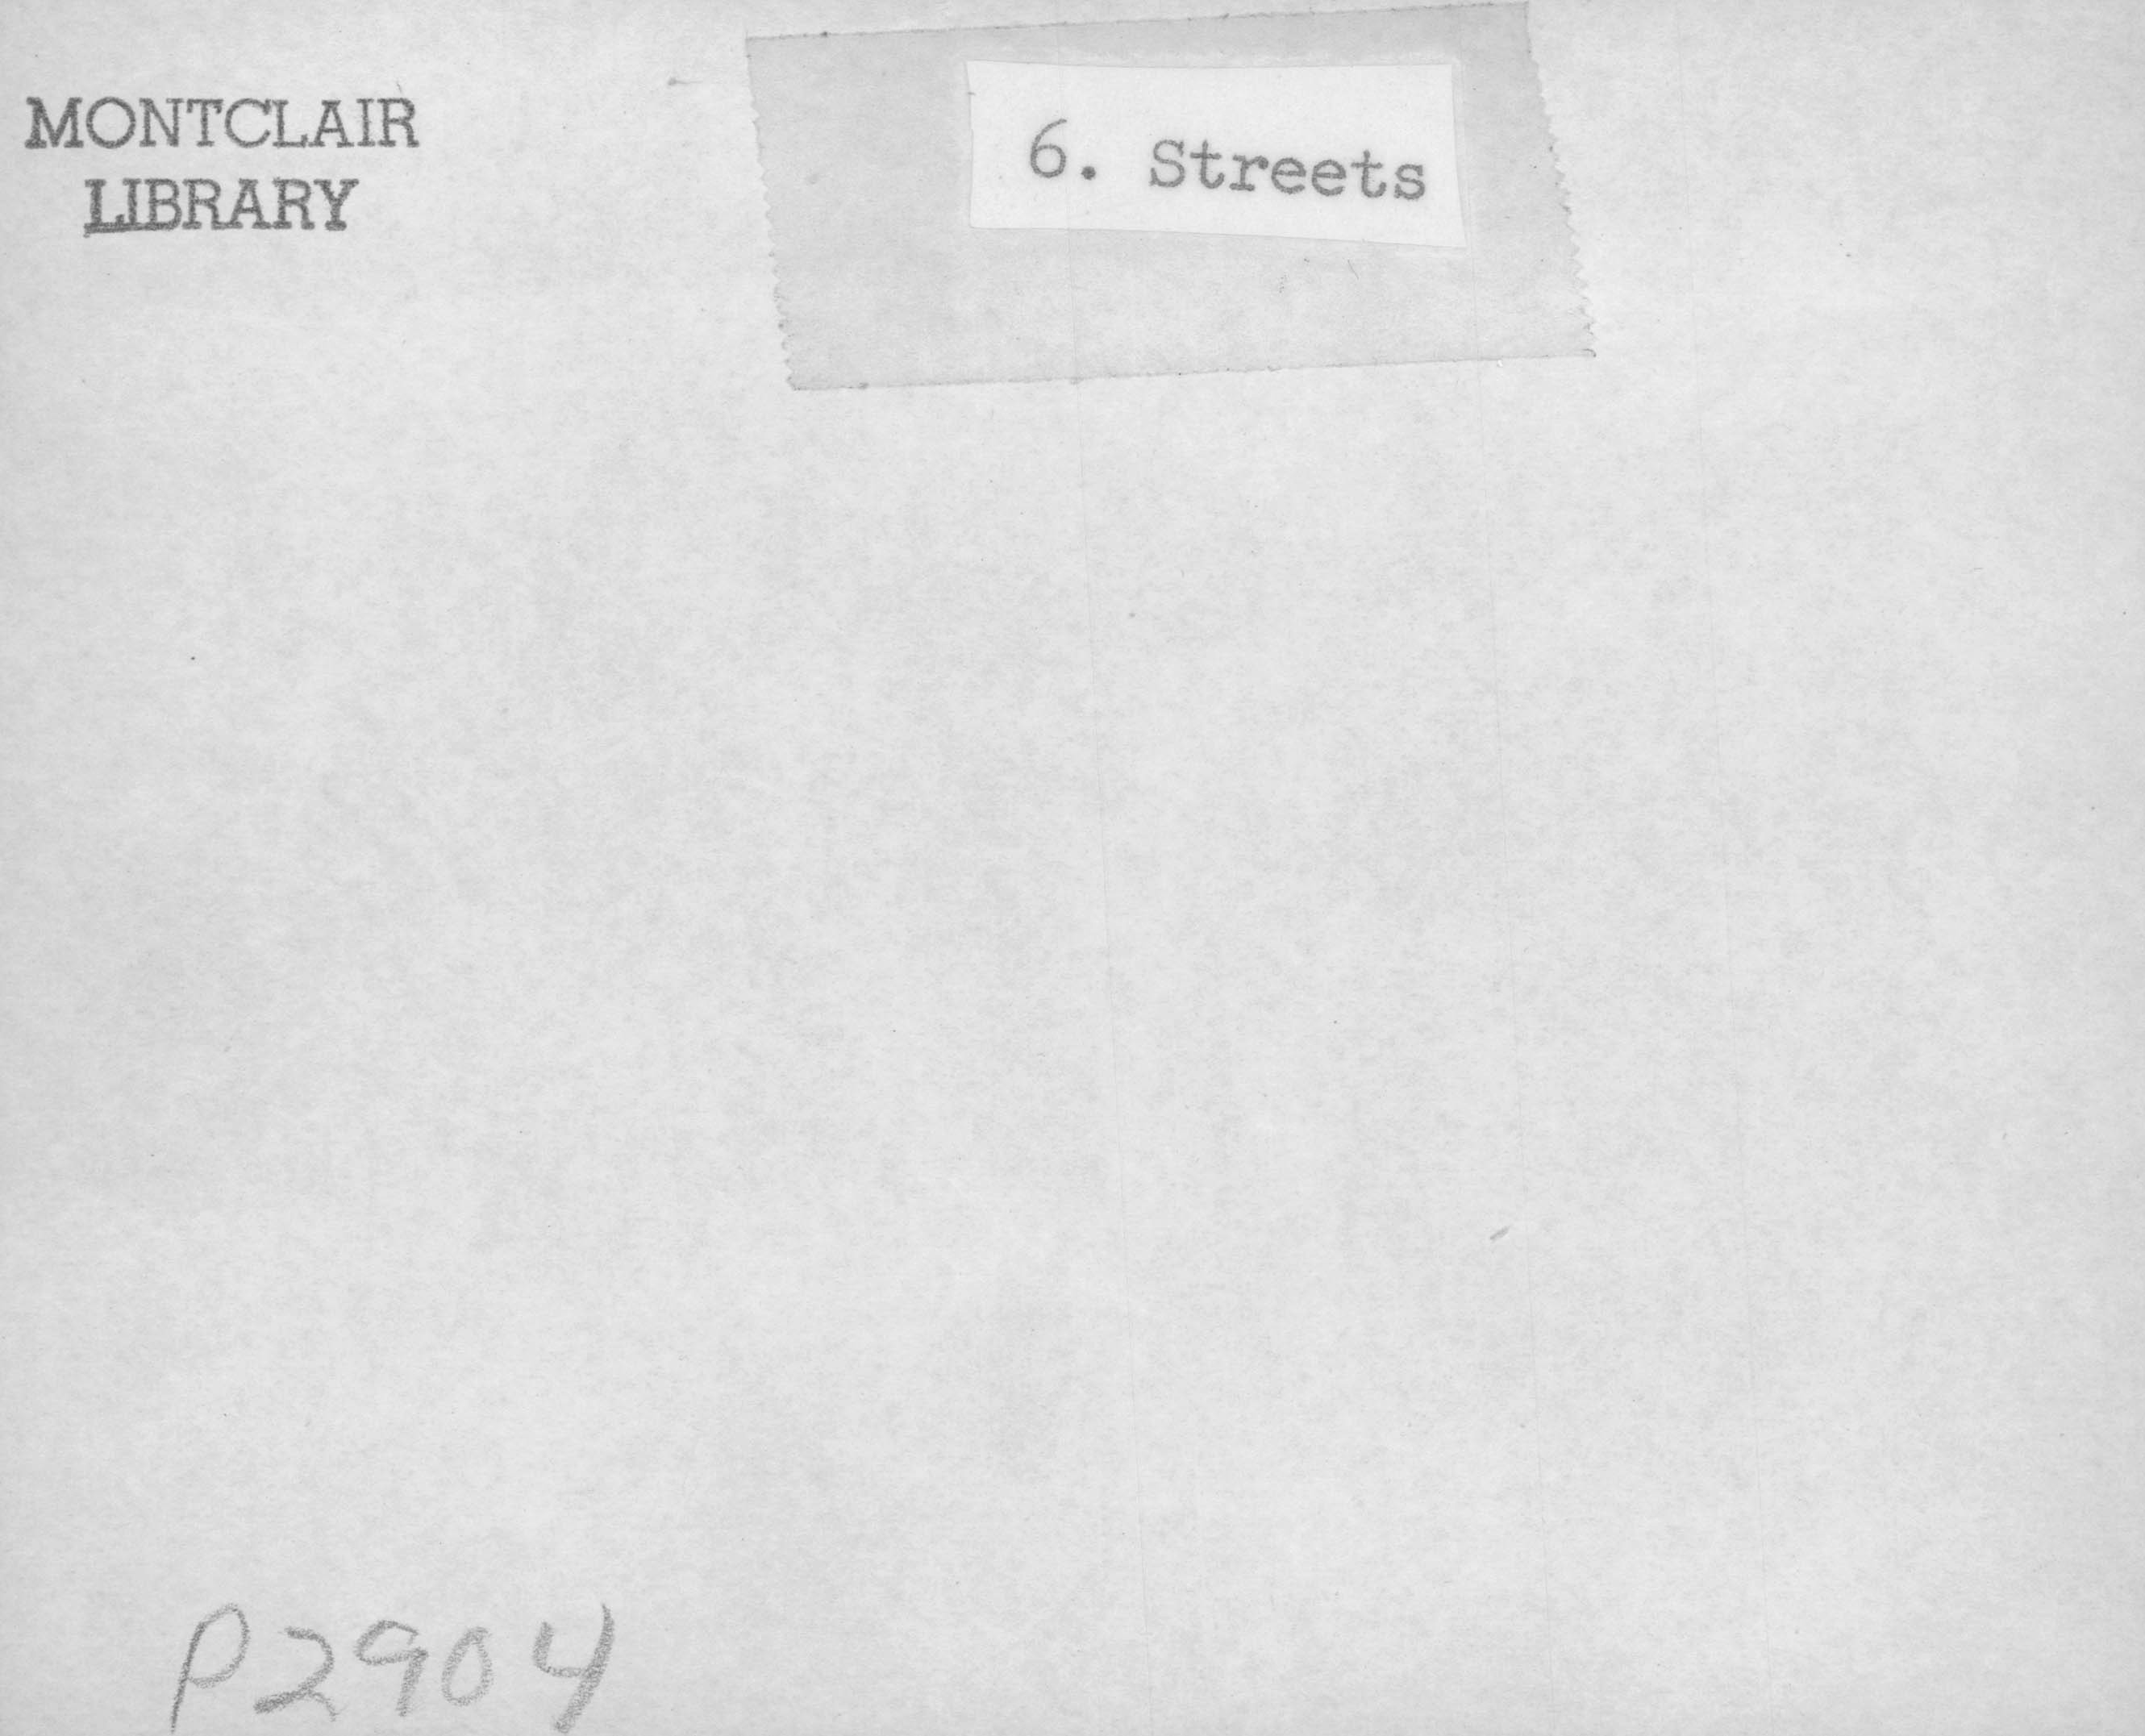 MONTCLAIR
LIBRARY
6. Streets
P2904